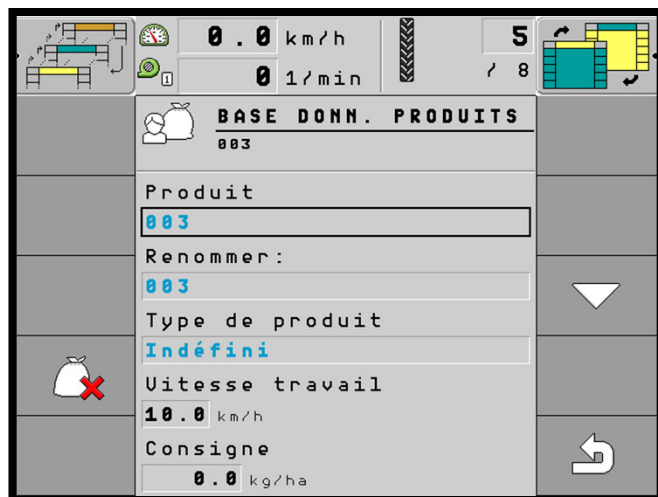 0.0 km/h
5
1
0 1/min
/ 8
BASE DONN. PRODUITS
003
Produit
003
Renommer:
003
Type de produit
Indéfini
Vitesse travail
10.0 km/h
Consigne
0.0 kg/ha